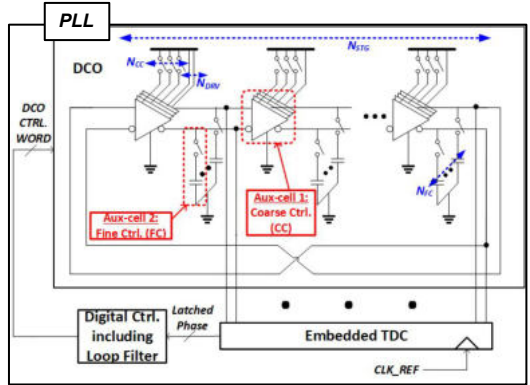 PLL
DCO
N_STG
N_CC
N_DRV
DCO
CTRL.
WORD
N_FC
Aux-cell 2:
Fine Ctrl. (FC)
Aux-cell 1:
Coarse Ctrl.
(CC)
Digital Ctrl.
including
Loop Filter
Latched
Phase
Embedded TDC
CLK_REF